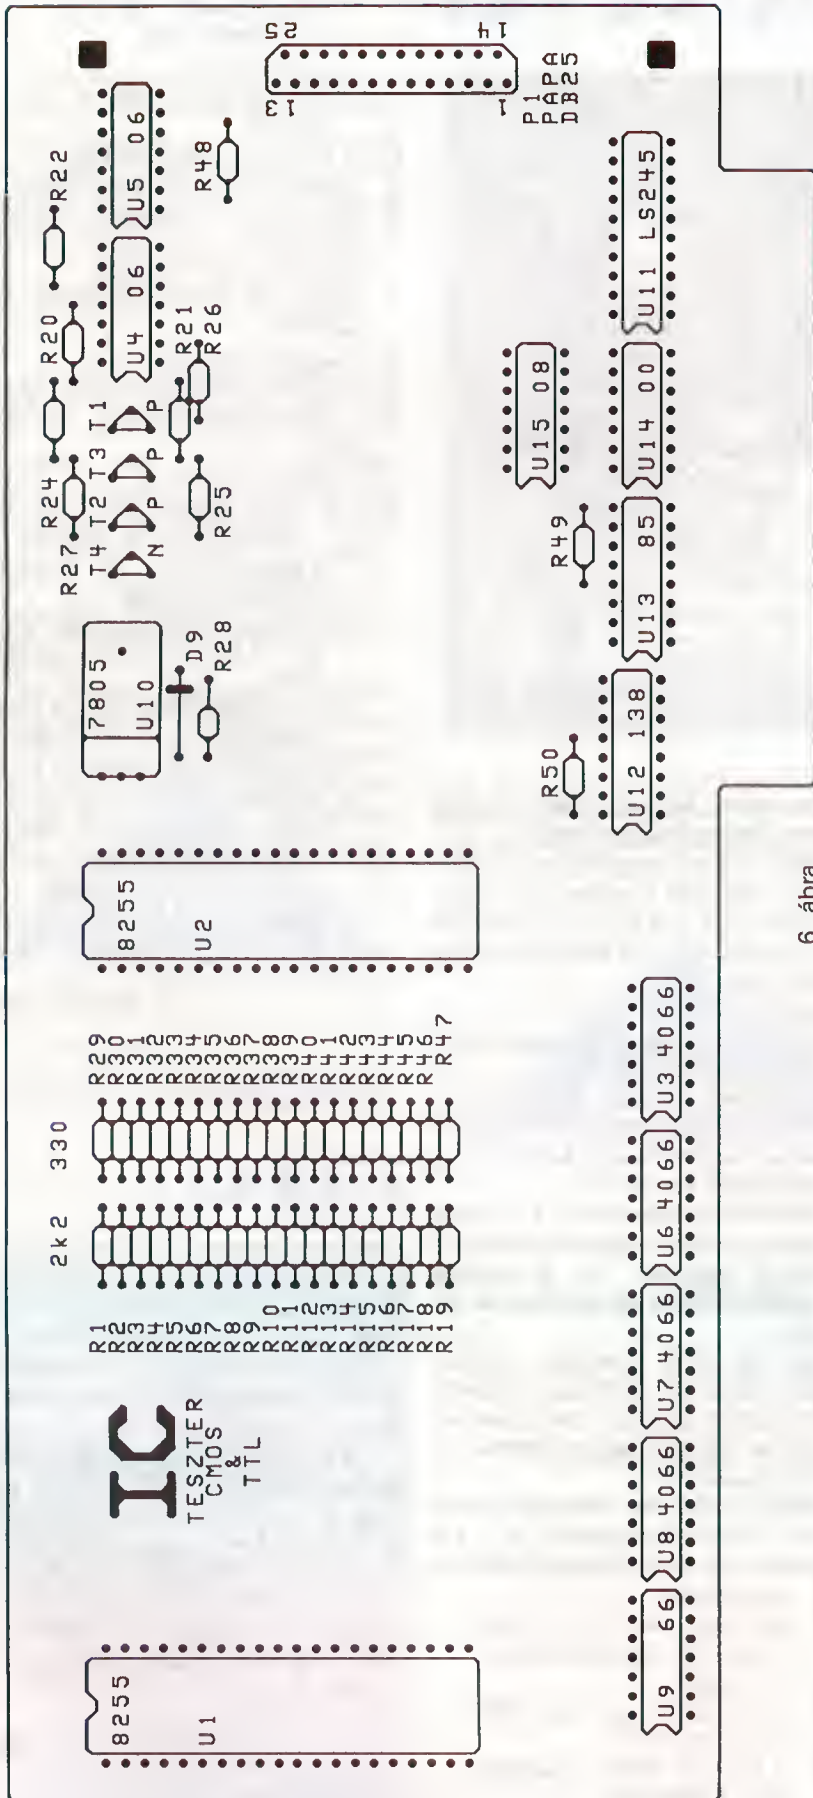 25
14
13
1
P1
PAPA
DB25
U5 06
R22
R48
U4 06
R20
R21
R26
T1
P
T3
P
T2
P
T4
N
R24
R27
R25
U11 LS245
U15 08
U14 00
R49
U13 85
7805
U10
D9
R28
R50
U12 138
8255
U2
6. ábra
330
R29
R30
R31
R32
R33
R34
R35
R36
R37
R38
R39
R40
R41
R42
R43
R44
R45
R46
R47
2k2
R1
R2
R3
R4
R5
R6
R7
R8
R9
R10
R11
R12
R13
R14
R15
R16
R17
R18
R19
U3 4066
U6 4066
U7 4066
U8 4066
U9 66
IC
TESZTER
CMOS
&
TTL
8255
U1